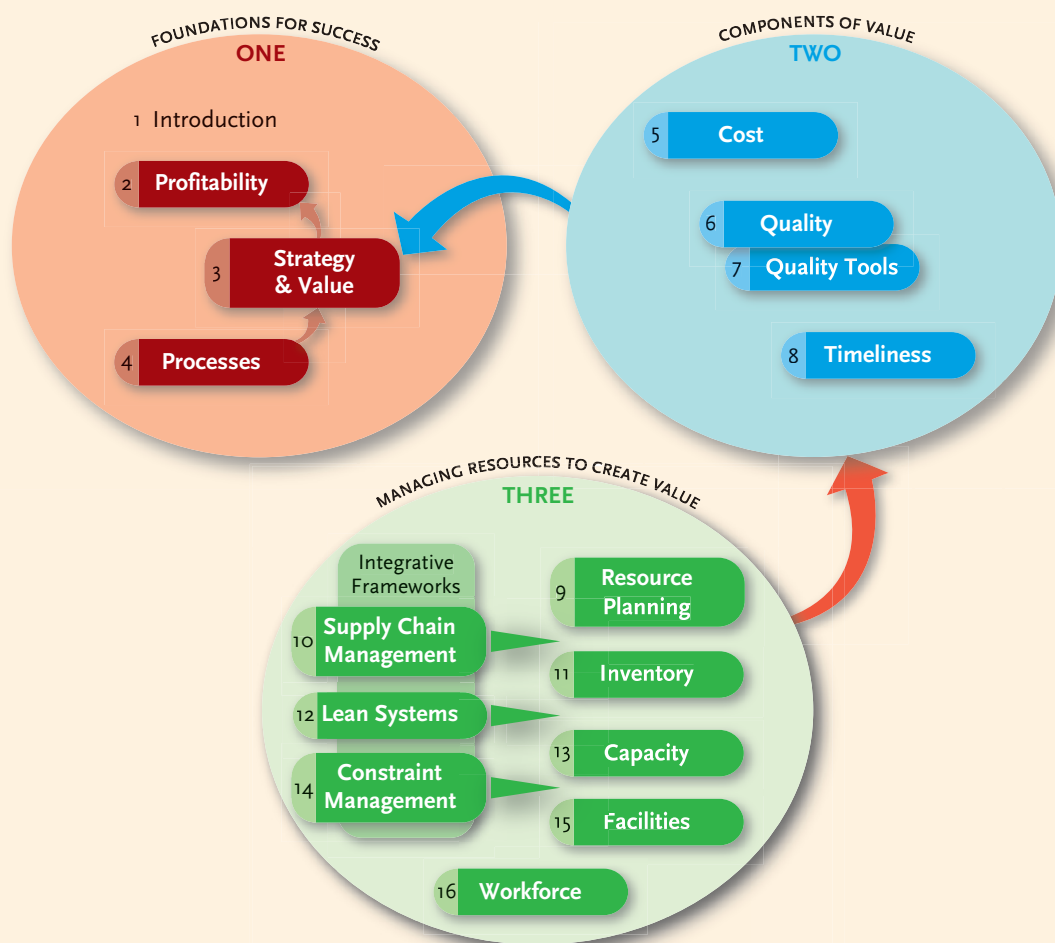 FOUNDATIONS FOR SUCCESS
ONE
1 Introduction
2 Profitability
3 Strategy
& Value
4 Processes
COMPONENTS OF VALUE
TWO
5 Cost
6 Quality
7 Quality Tools
8 Timeliness
MANAGING RESOURCES TO CREATE VALUE
THREE
Integrative
Frameworks
9 Resource
Planning
10 Supply Chain
Management
11 Inventory
12 Lean Systems
13 Capacity
14 Constraint
Management
15 Facilities
16 Workforce